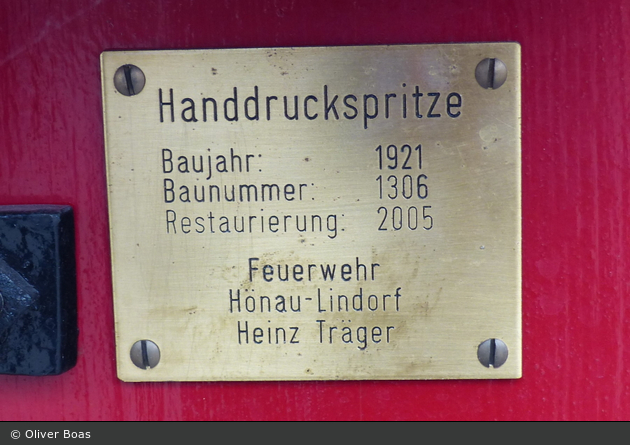 Handdruckspritze
Baujahr: 1921
Baunummer: 1306
Restaurierung: 2005
Feuerwehr
Hönau-Lindorf
Heinz Träger
© Oliver Boas